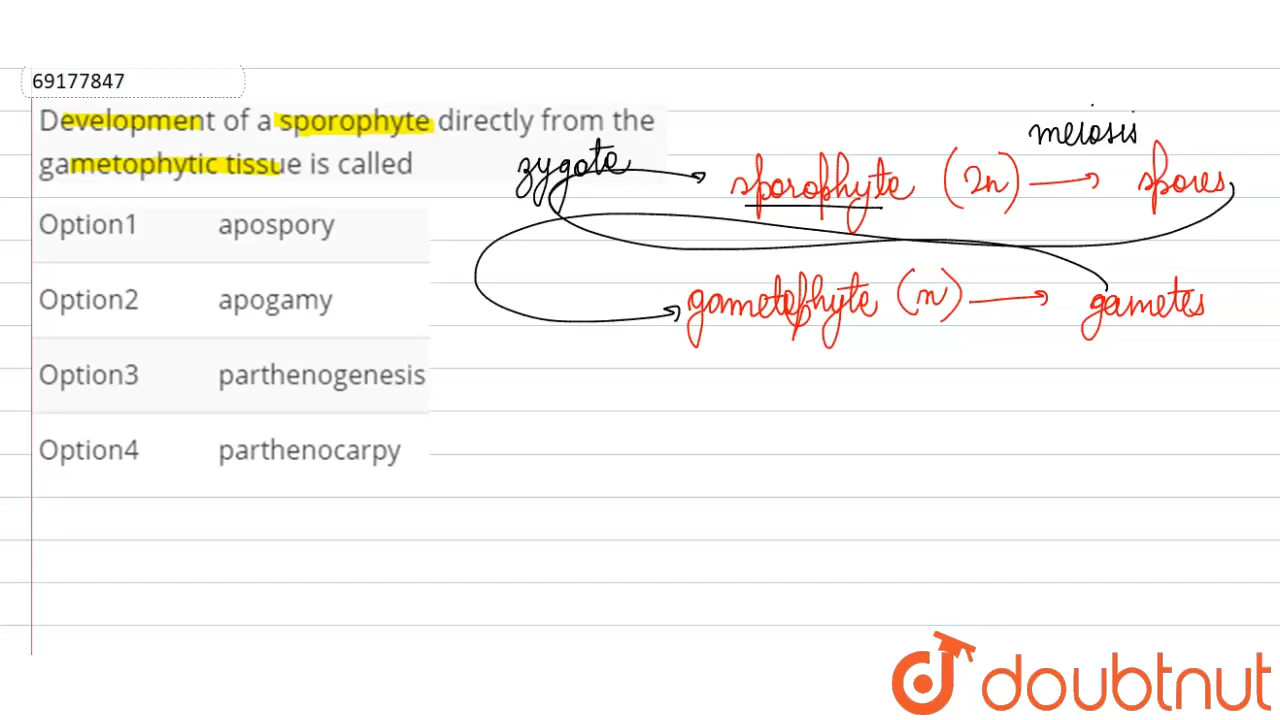 69177847
Development of a sporophyte directly from the
gametophytic tissue is called
Option1 apospory
Option2 apogamy
Option3 parthenogenesis
Option4 parthenocarpy
meiosis
zygote sporophyte (2n) spores
gametophyte (n) gametes
doubtnut